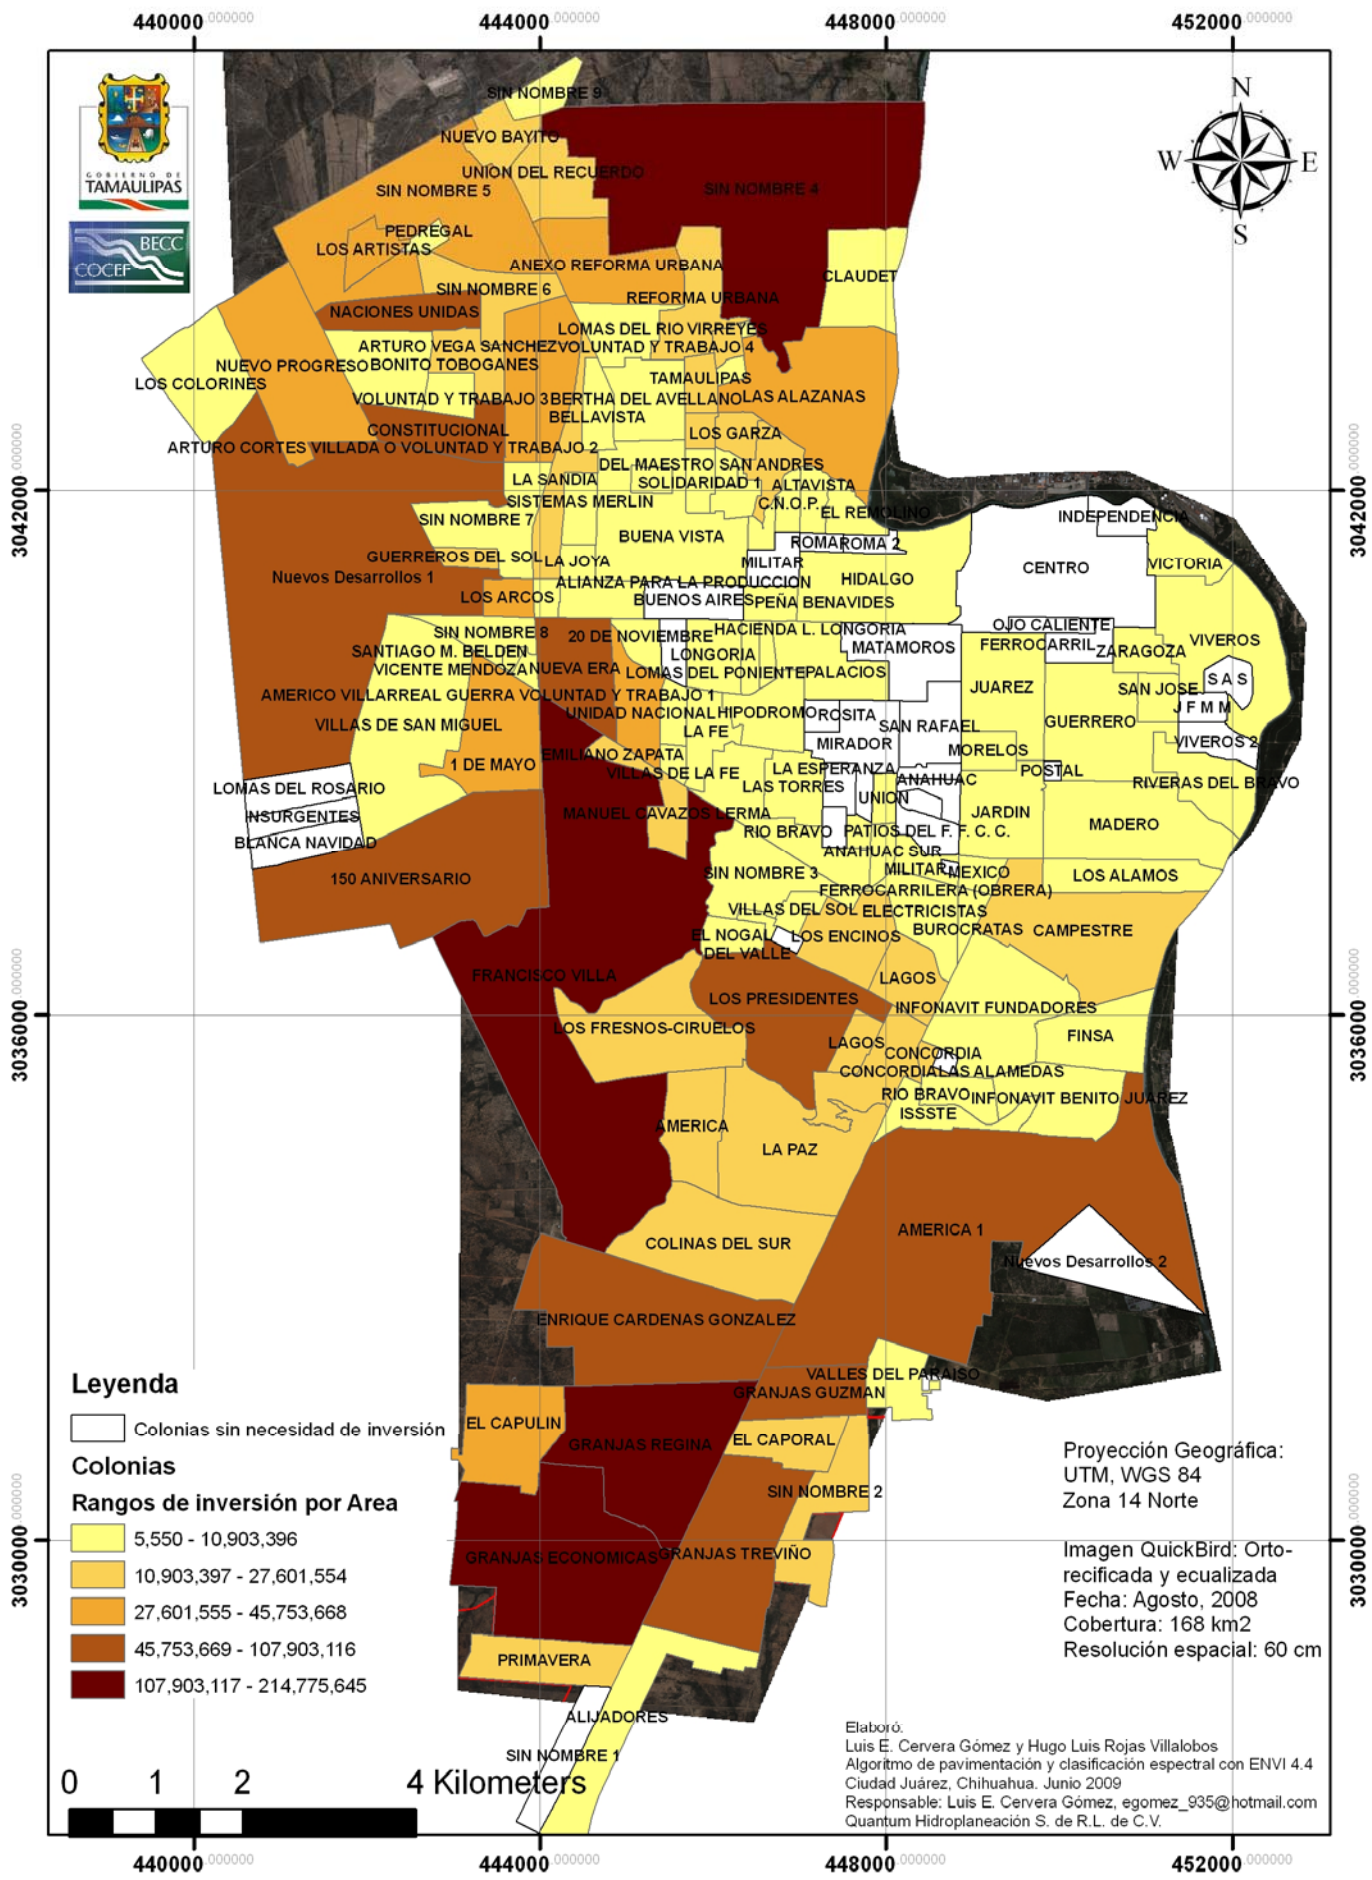 440000.000000 444000.000000 448000.000000 452000.000000
GOBIERNO DE
TAMAULIPAS
BECC
COCEF
N
W E
S
SIN NOMBRE 9
NUEVO BAYITO
UNION DEL RECUERDO
SIN NOMBRE 5
SIN NOMBRE 4
PEDREGAL
LOS ARTISTAS
ANEXO REFORMA URBANA
CLAUDET
SIN NOMBRE 6
REFORMA URBANA
NACIONES UNIDAS
LOMAS DEL RIO VIRREYES
ARTURO VEGA SANCHEZ VOLUNTAD Y TRABAJO 4
NUEVO PROGRESO BONITO TOBOGANES
TAMAULIPAS
LOS COLORINES
VOLUNTAD Y TRABAJO 3 BERTHA DEL AVELLANO LAS ALAZANAS
BELLAVISTA
CONSTITUCIONAL
LOS GARZA
ARTURO CORTES VILLADA O VOLUNTAD Y TRABAJO 2
DEL MAESTRO SAN ANDRES
LA SANDIA SOLIDARIDAD 1 ALTAVISTA
SISTEMAS MERLIN C.N.O.P.
SIN NOMBRE 7
EL REMOLINO
INDEPENDENCIA
BUENA VISTA
ROMA ROMA 2
GUERREROS DEL SOL LA JOYA MILITAR
CENTRO
VICTORIA
Nuevos Desarrollos 1
ALIANZA PARA LA PRODUCCION
HIDALGO
LOS ARCOS
BUENOS AIRES PEÑA BENAVIDES
OJO CALIENTE
SIN NOMBRE 8 20 DE NOVIEMBRE HACIENDA L. LONGORIA
SANTIAGO M. BELDEN LONGORIA MATAMOROS
FERROCARRIL ZARAGOZA
VIVEROS
VICENTE MENDOZA NUEVA ERA LOMAS DEL PONIENTE PALACIOS
S A S
JUAREZ
SAN JOSE
AMERICO VILLARREAL GUERRA VOLUNTAD Y TRABAJO 1
J F M M
UNIDAD NACIONAL HIPODROMO ROSITA
VILLAS DE SAN MIGUEL
LA FE
SAN RAFAEL
GUERRERO
MIRADOR
VIVEROS 2
EMILIANO ZAPATA
MORELOS
1 DE MAYO
VILLAS DE LA FE
LA ESPERANZA
POSTAL
LOMAS DEL ROSARIO
LAS TORRES
ANAHUAC
RIVERAS DEL BRAVO
UNION
INSURGENTES
MANUEL CAVAZOS LERMA
JARDIN
MADERO
RIO BRAVO PATIOS DEL F. F. C. C.
BLANCA NAVIDAD
ANAHUAC SUR
SIN NOMBRE 3
MILITAR MEXICO
LOS ALAMOS
150 ANIVERSARIO
FERROCARRILERA (OBRERA)
VILLAS DEL SOL ELECTRICISTAS
BUROCRATAS CAMPESTRE
EL NOGAL LOS ENCINOS
DEL VALLE
FRANCISCO VILLA
LAGOS
LOS PRESIDENTES
INFONAVIT FUNDADORES
LOS FRESNOS-CIRUELOS
FINSA
LAGOS
CONCORDIA
CONCORDIA LAS ALAMEDAS
RIO BRAVO INFONAVIT BENITO JUAREZ
ISSSTE
AMERICA
LA PAZ
COLINAS DEL SUR
AMERICA 1
Nuevos Desarrollos 2
ENRIQUE CARDENAS GONZALEZ
VALLES DEL PARAISO
GRANJAS GUZMAN
EL CAPULIN
GRANJAS REGINA
EL CAPORAL
SIN NOMBRE 2
GRANJAS ECONOMICAS GRANJAS TREVIÑO
PRIMAVERA
ALIJADORES
SIN NOMBRE 1
3042000.000000
3036000.000000
3030000.000000
3042000.000000
3036000.000000
3030000.000000
Leyenda
Colonias sin necesidad de inversión
Colonias
Rangos de inversión por Area
5,550 - 10,903,396
10,903,397 - 27,601,554
27,601,555 - 45,753,668
45,753,669 - 107,903,116
107,903,117 - 214,775,645
0 1 2 4 Kilometers
Proyección Geográfica:
UTM, WGS 84
Zona 14 Norte
Imagen QuickBird: Orto-
recificada y ecualizada
Fecha: Agosto, 2008
Cobertura: 168 km2
Resolución espacial: 60 cm
Elaboró:
Luis E. Cervera Gómez y Hugo Luis Rojas Villalobos
Algoritmo de pavimentación y clasificación espectral con ENVI 4.4
Ciudad Juárez, Chihuahua. Junio 2009
Responsable: Luis E. Cervera Gómez, egomez_935@hotmail.com
Quantum Hidroplaneación S. de R.L. de C.V.
440000.000000 444000.000000 448000.000000 452000.000000